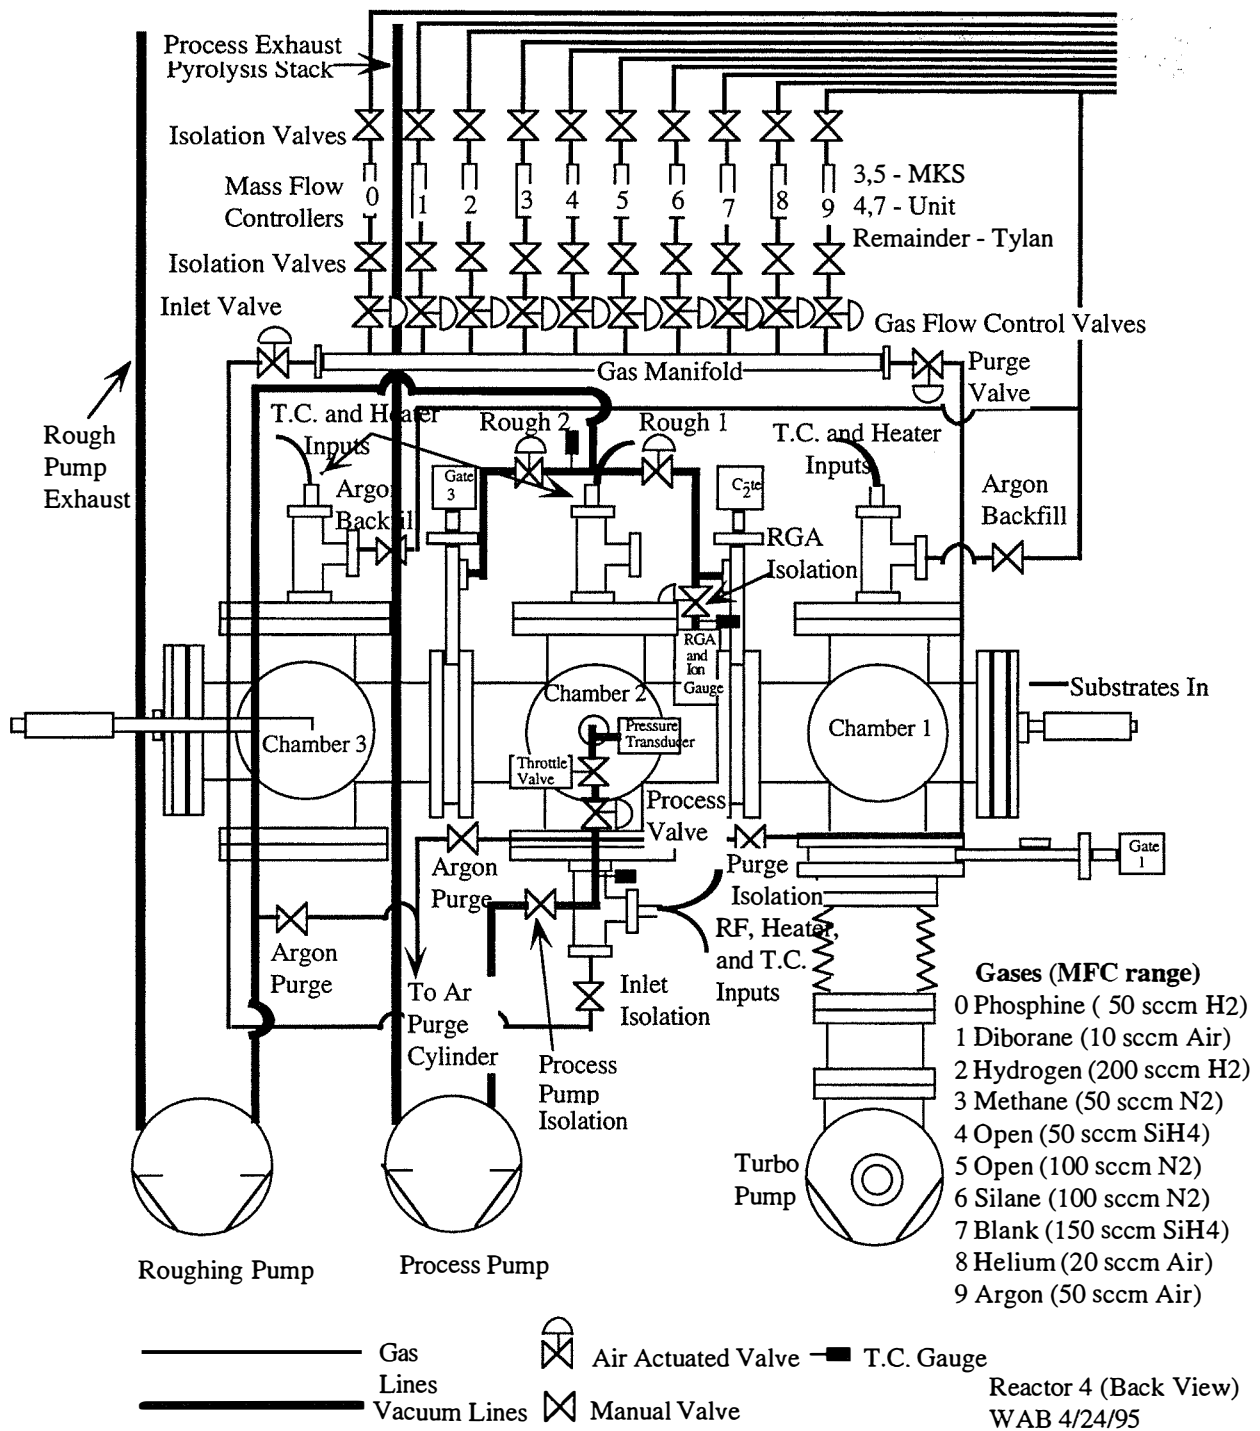 Process Exhaust
Pyrolysis Stack
Isolation Valves
Mass Flow
Controllers
0 1 2 3 4 5 6 7 8 9
3,5 - MKS
4,7 - Unit
Remainder - Tylan
Isolation Valves
Inlet Valve
Gas Flow Control Valves
Gas Manifold
Purge
Valve
Rough
Pump
Exhaust
T.C. and Heater
Inputs
Rough 2
Rough 1
T.C. and Heater
Inputs
Gate
3
Argon
Backfill
Argon
Backfill
RGA
Isolation
RGA
and
Ion
Gauge
Substrates In
Chamber 3
Chamber 2
Chamber 1
Pressure
Transducer
Throttle
Valve
Process
Valve
Argon
Purge
Purge
Isolation
Gate
1
RF, Heater,
and T.C.
Inputs
Argon
Purge
To Ar
Purge
Cylinder
Inlet
Isolation
Process
Pump
Isolation
Gases (MFC range)
0 Phosphine ( 50 sccm H2)
1 Diborane (10 sccm Air)
2 Hydrogen (200 sccm H2)
3 Methane (50 sccm N2)
4 Open (50 sccm SiH4)
5 Open (100 sccm N2)
6 Silane (100 sccm N2)
7 Blank (150 sccm SiH4)
8 Helium (20 sccm Air)
9 Argon (50 sccm Air)
Turbo
Pump
Roughing Pump
Process Pump
Gas
Lines
Vacuum Lines
Air Actuated Valve
Manual Valve
T.C. Gauge
Reactor 4 (Back View)
WAB 4/24/95